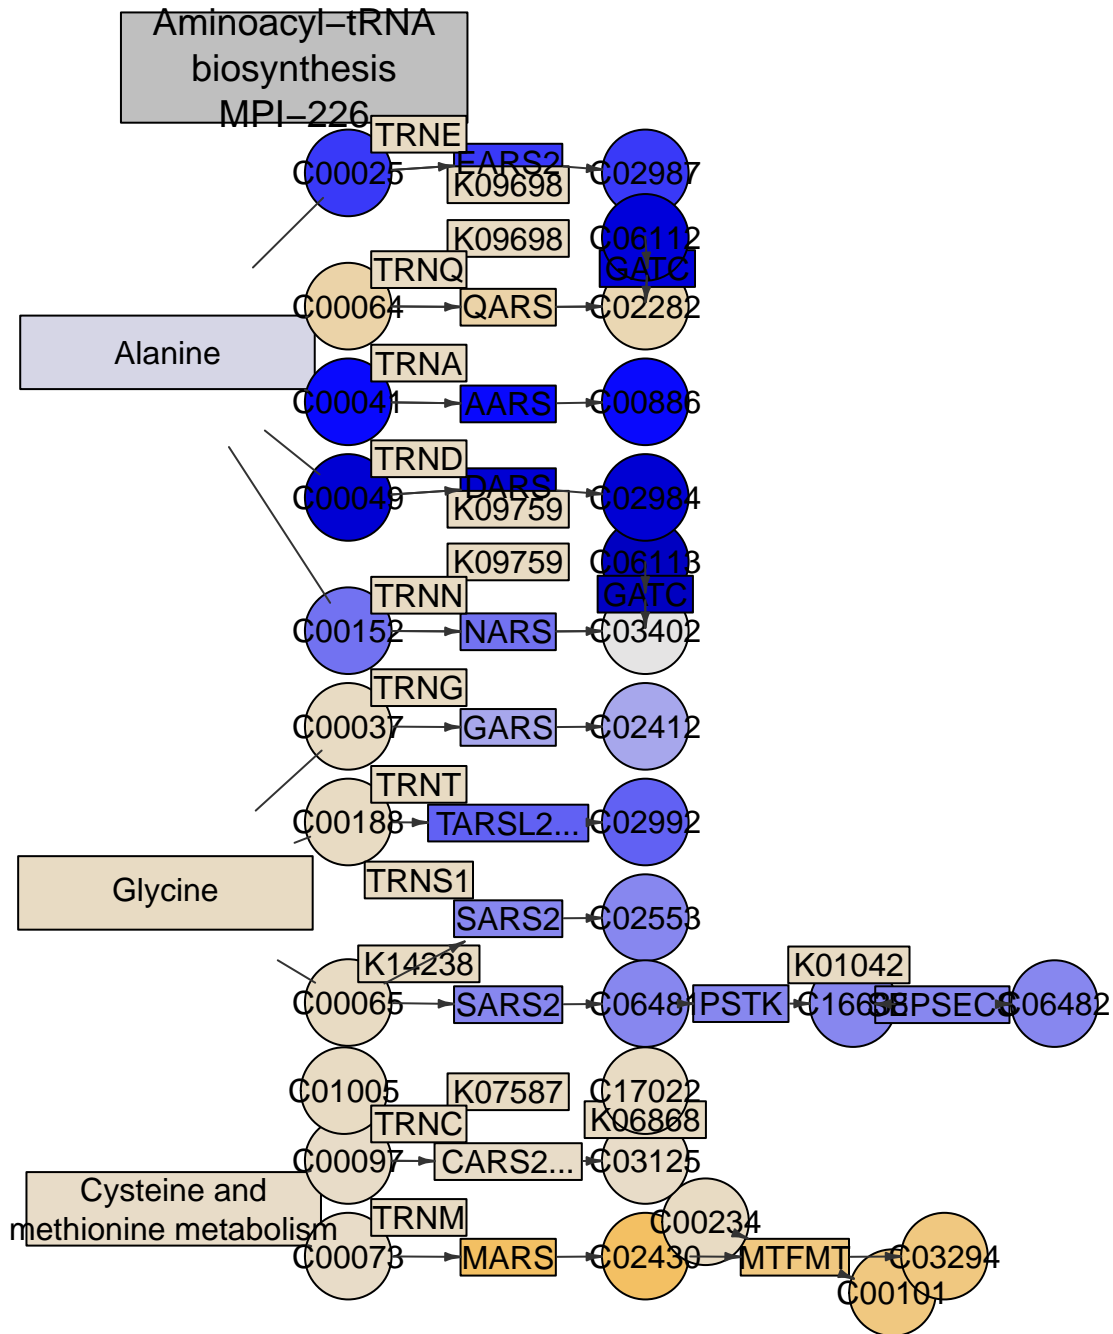 Aminoacyl−tRNA
biosynthesis
MPI−226
TRNE
C00025
EARS2
C02987
K09698
K09698
C06112
TRNQ
GATC
C00064
QARS
C02282
Alanine
TRNA
C00041
AARS
C00886
TRND
C00049
DARS
C02984
K09759
K09759
C06113
TRNN
GATC
C00152
NARS
C03402
TRNG
C00037
GARS
C02412
TRNT
C00188
TARSL2...
C02992
Glycine
TRNS1
SARS2
C02553
K14238
K01042
C00065
SARS2
C06481
PSTK
C06482
C01005
K07587
C17022
TRNC
K06868
C00097
CARS2...
C03125
Cysteine and
methionine metabolism
TRNM
C00234
C00073
MARS
C02430
MTFMT
C03294
C00101